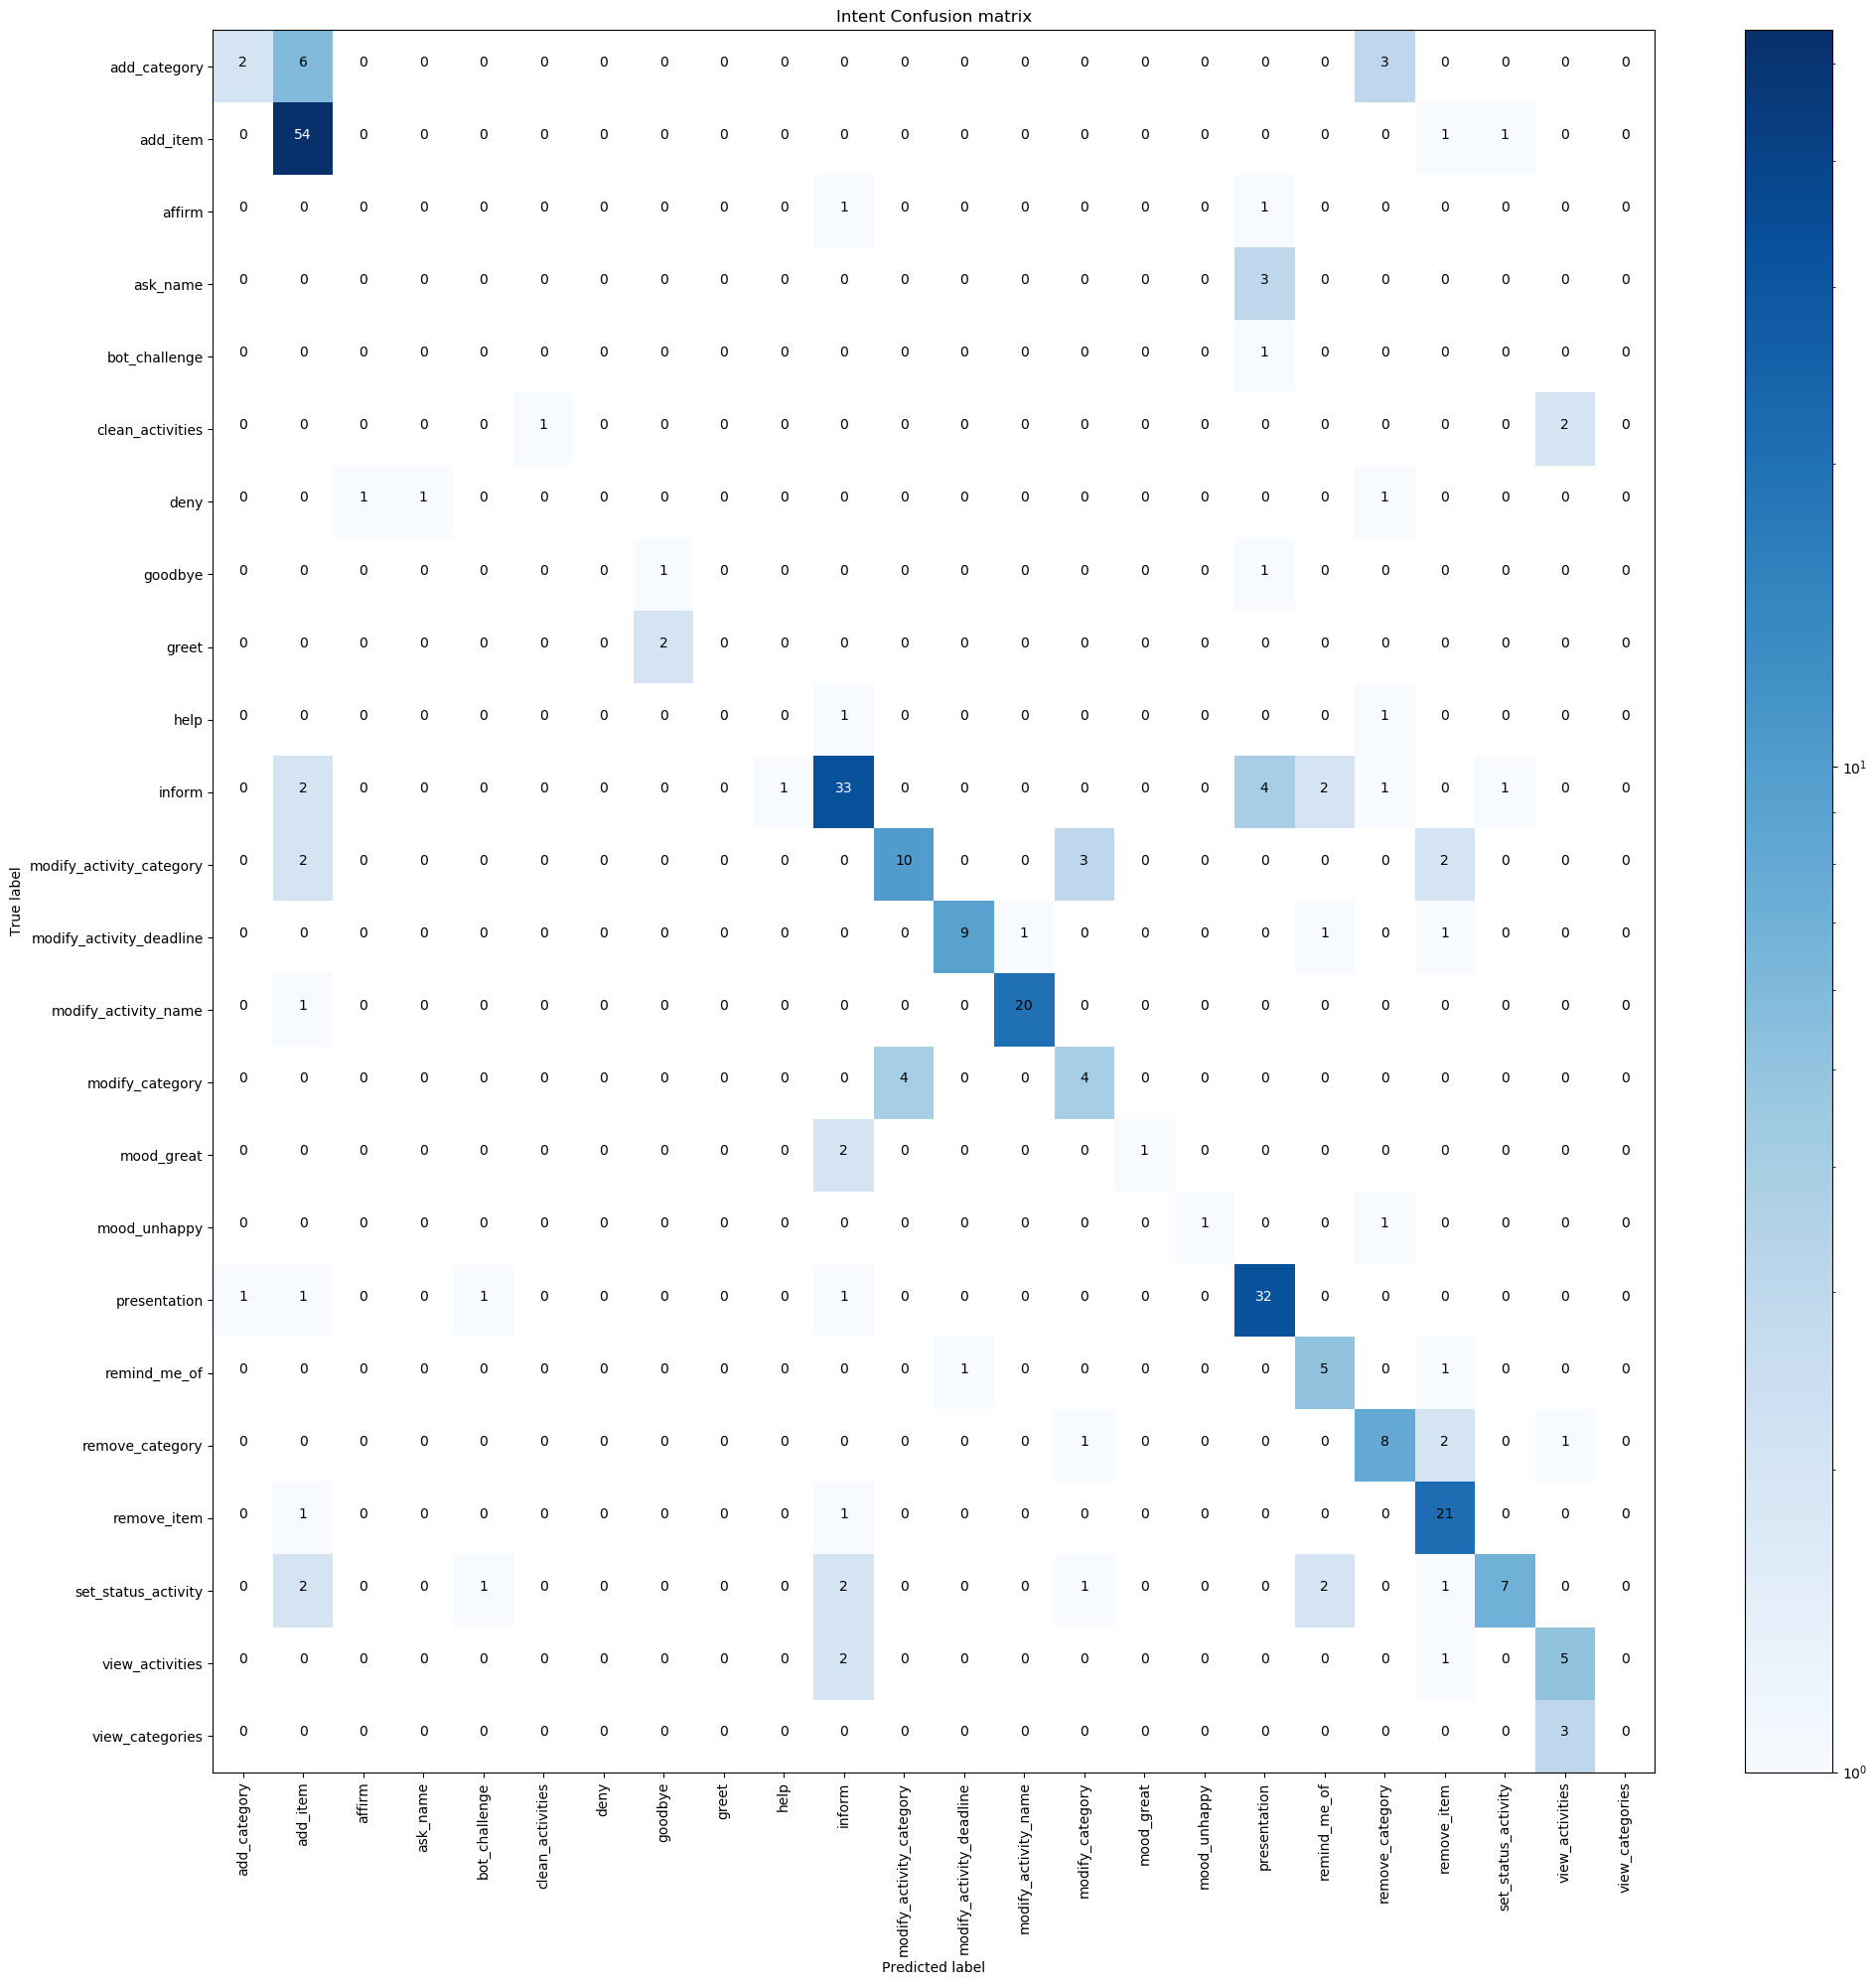 Intent Confusion matrix
add_category 2 6 0 0 0 0 0 0 0 0 0 0 0 0 0 0 0 0 0 3 0 0 0 0
add_item 0 54 0 0 0 0 0 0 0 0 0 0 0 0 0 0 0 0 0 0 1 1 0 0
affirm 0 0 0 0 0 0 0 0 0 0 1 0 0 0 0 0 0 1 0 0 0 0 0 0
ask_name 0 0 0 0 0 0 0 0 0 0 0 0 0 0 0 0 0 3 0 0 0 0 0 0
bot_challenge 0 0 0 0 0 0 0 0 0 0 0 0 0 0 0 0 0 1 0 0 0 0 0 0
clean_activities 0 0 0 0 0 1 0 0 0 0 0 0 0 0 0 0 0 0 0 0 0 0 2 0
deny 0 0 1 1 0 0 0 0 0 0 0 0 0 0 0 0 0 0 0 1 0 0 0 0
goodbye 0 0 0 0 0 0 0 1 0 0 0 0 0 0 0 0 0 1 0 0 0 0 0 0
greet 0 0 0 0 0 0 0 2 0 0 0 0 0 0 0 0 0 0 0 0 0 0 0 0
help 0 0 0 0 0 0 0 0 0 0 1 0 0 0 0 0 0 0 0 1 0 0 0 0
inform 0 2 0 0 0 0 0 0 0 1 33 0 0 0 0 0 0 4 2 1 0 1 0 0
10¹
modify_activity_category 0 2 0 0 0 0 0 0 0 0 0 10 0 0 3 0 0 0 0 0 2 0 0 0
True label
modify_activity_deadline 0 0 0 0 0 0 0 0 0 0 0 0 9 1 0 0 0 0 1 0 1 0 0 0
modify_activity_name 0 1 0 0 0 0 0 0 0 0 0 0 0 20 0 0 0 0 0 0 0 0 0 0
modify_category 0 0 0 0 0 0 0 0 0 0 0 4 0 0 4 0 0 0 0 0 0 0 0 0
mood_great 0 0 0 0 0 0 0 0 0 0 2 0 0 0 0 1 0 0 0 0 0 0 0 0
mood_unhappy 0 0 0 0 0 0 0 0 0 0 0 0 0 0 0 0 1 0 0 1 0 0 0 0
presentation 1 1 0 0 1 0 0 0 0 0 1 0 0 0 0 0 0 32 0 0 0 0 0 0
remind_me_of 0 0 0 0 0 0 0 0 0 0 0 0 1 0 0 0 0 0 5 0 1 0 0 0
remove_category 0 0 0 0 0 0 0 0 0 0 0 0 0 0 1 0 0 0 0 8 2 0 1 0
remove_item 0 1 0 0 0 0 0 0 0 0 1 0 0 0 0 0 0 0 0 0 21 0 0 0
set_status_activity 0 2 0 0 1 0 0 0 0 0 2 0 0 0 1 0 0 0 2 0 1 7 0 0
view_activities 0 0 0 0 0 0 0 0 0 0 2 0 0 0 0 0 0 0 0 0 1 0 5 0
view_categories 0 0 0 0 0 0 0 0 0 0 0 0 0 0 0 0 0 0 0 0 0 0 3 0
10⁰
add_category
add_item
affirm
ask_name
bot_challenge
clean_activities
deny
goodbye
greet
help
inform
modify_activity_category
modify_activity_deadline
modify_activity_name
modify_category
mood_great
mood_unhappy
presentation
remind_me_of
remove_category
remove_item
set_status_activity
view_activities
view_categories
Predicted label